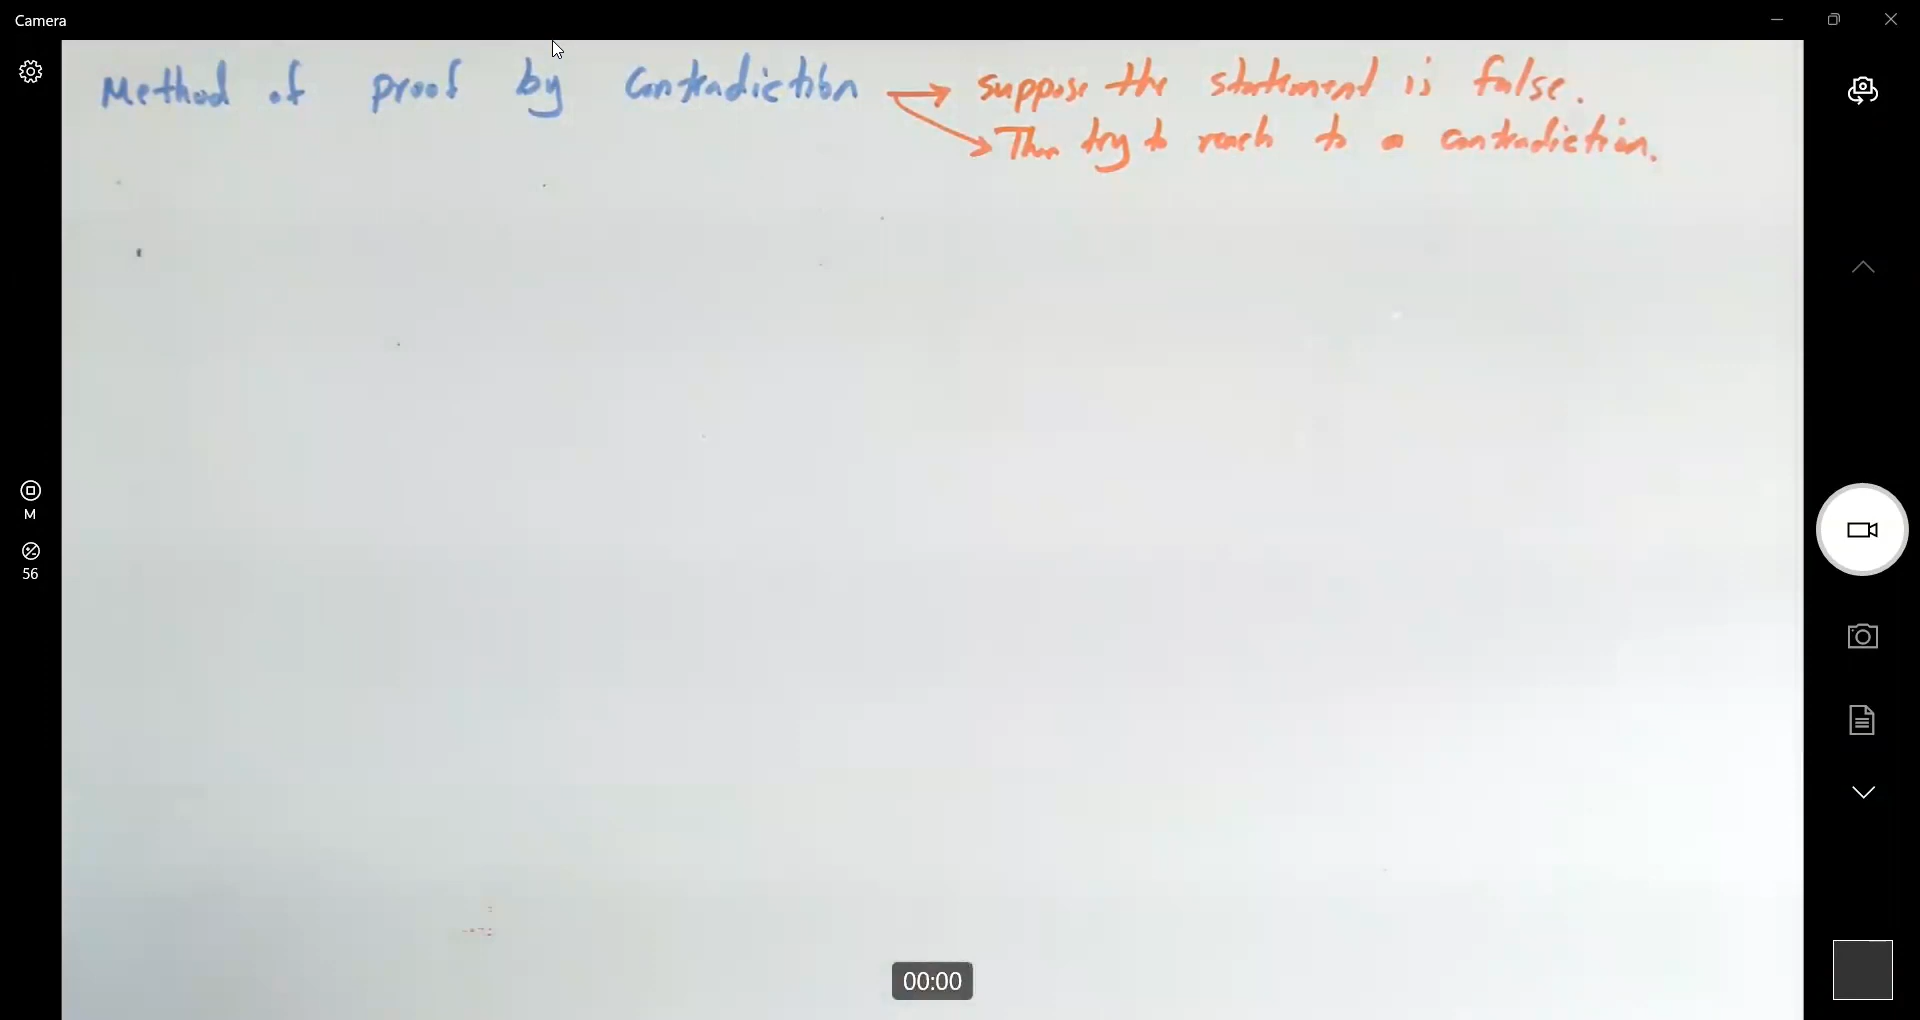 Camera
Method of proof by Contradiction → suppose the statement is false.
→ Then try to reach to a contradiction.
M
56
00:00